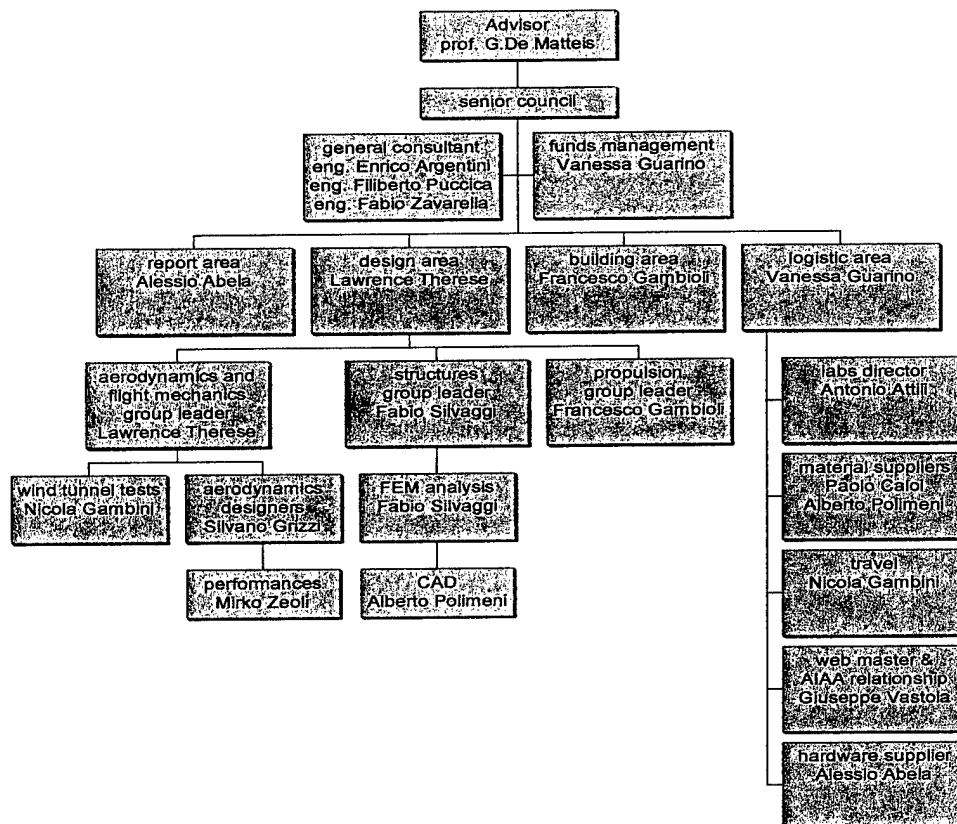 Advisor
prof. G.De Matteis
senior council
general consultant
eng. Enrico Argentini
eng. Filiberto Puccica
eng. Fabio Zavarella
funds management
Vanessa Guarino
report area
Alessio Abela
design area
Lawrence Therese
building area
Francesco Gambioli
logistic area
Vanessa Guarino
aerodynamics and
flight mechanics
group leader
Lawrence Therese
structures
group leader
Fabio Silvaggi
propulsion
group leader
Francesco Gambioli
labs director
Antonio Attili
wind tunnel tests
Nicola Gambini
aerodynamics
designers
Silvano Grizzi
FEM analysis
Fabio Silvaggi
material suppliers
Paolo Caloi
Alberto Polimeni
performances
Mirko Zeoli
CAD
Alberto Polimeni
travel
Nicola Gambini
web master &
AIAA relationship
Giuseppe Vastola
hardware supplier
Alessio Abela